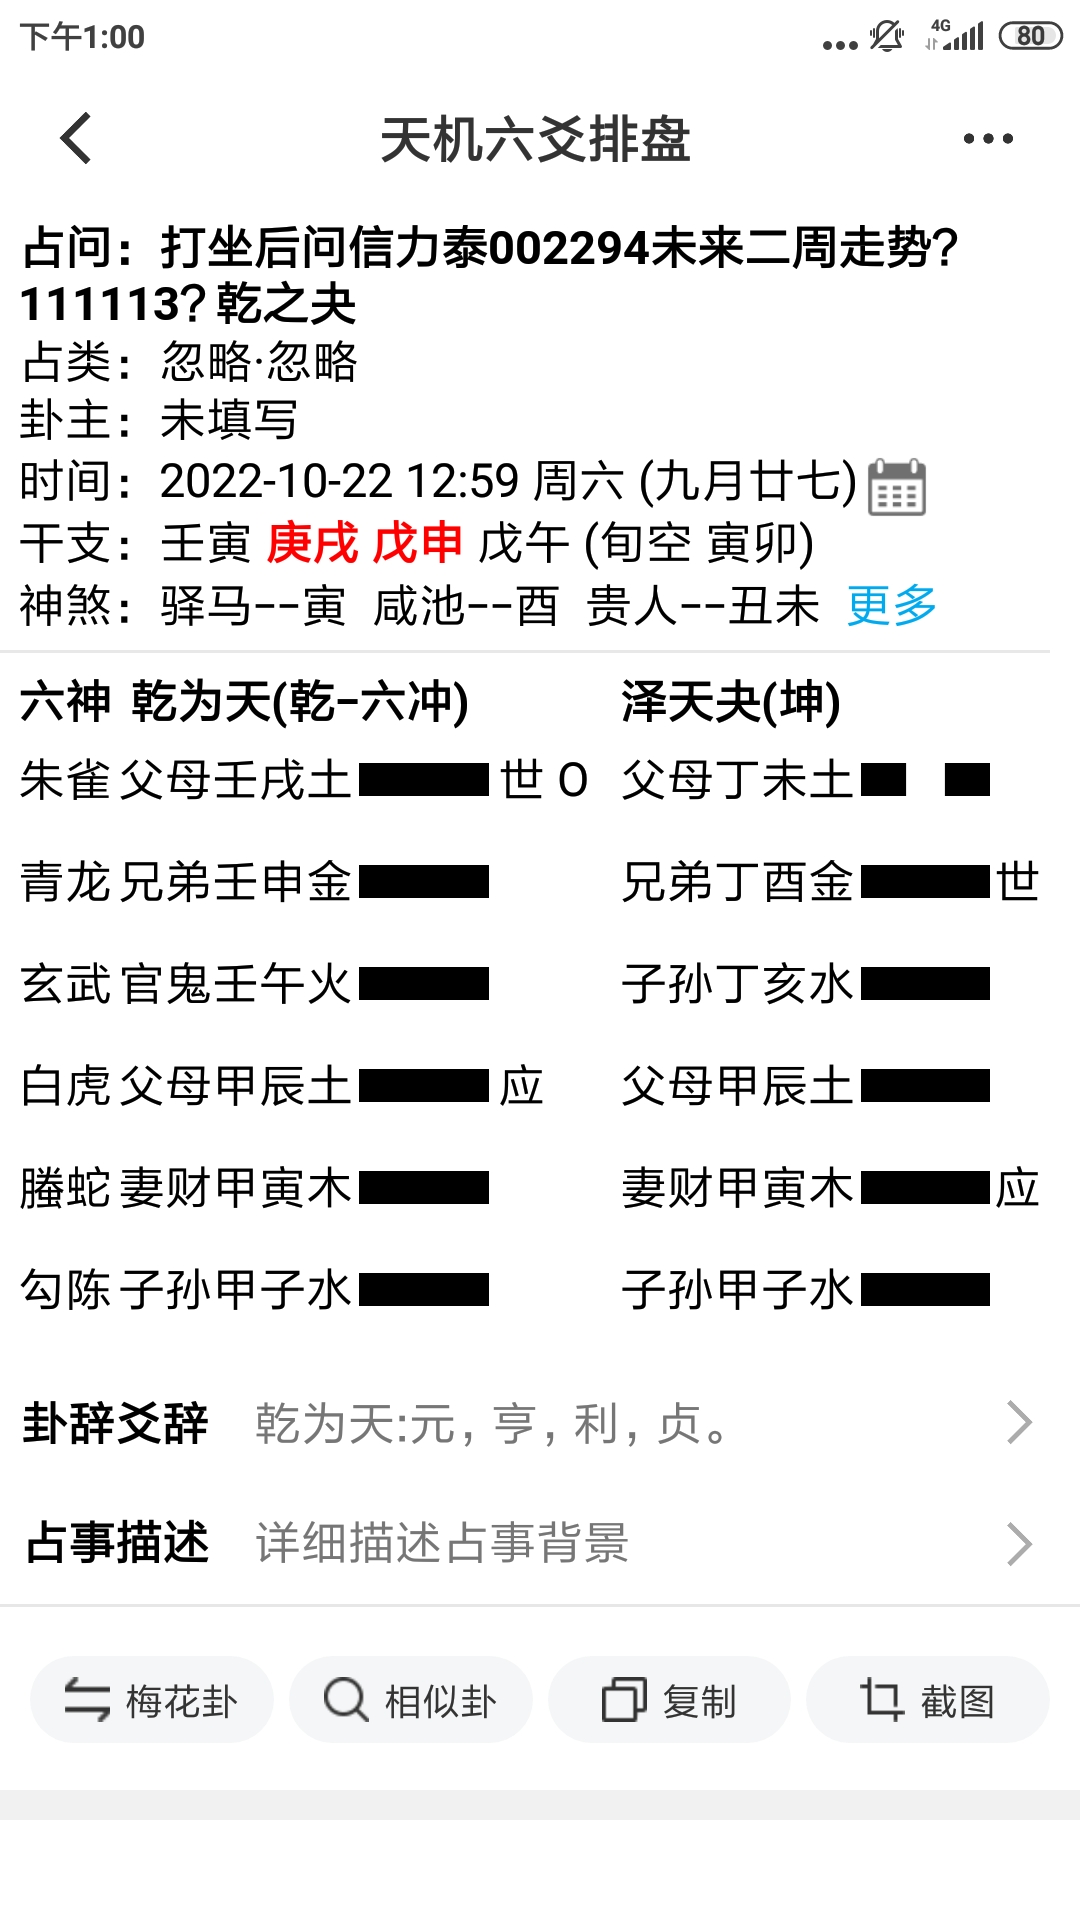 下午1:00
4G
80
天机六爻排盘
占问：打坐后问信力泰002294未来二周走势？
111113？乾之夬
占类：忽略·忽略
卦主：未填写
时间：2022-10-22 12:59 周六 (九月廿七)
干支：壬寅 庚戌 戊申 戊午 (旬空 寅卯)
神煞：驿马--寅 咸池--酉 贵人--丑未 更多
六神 乾为天(乾-六冲) 泽天夬(坤)
朱雀 父母壬戌土 世 O 父母丁未土
青龙 兄弟壬申金 兄弟丁酉金 世
玄武 官鬼壬午火 子孙丁亥水
白虎 父母甲辰土 应 父母甲辰土
螣蛇 妻财甲寅木 妻财甲寅木 应
勾陈 子孙甲子水 子孙甲子水
卦辞爻辞 乾为天:元，亨，利，贞。
占事描述 详细描述占事背景
梅花卦 相似卦 复制 截图